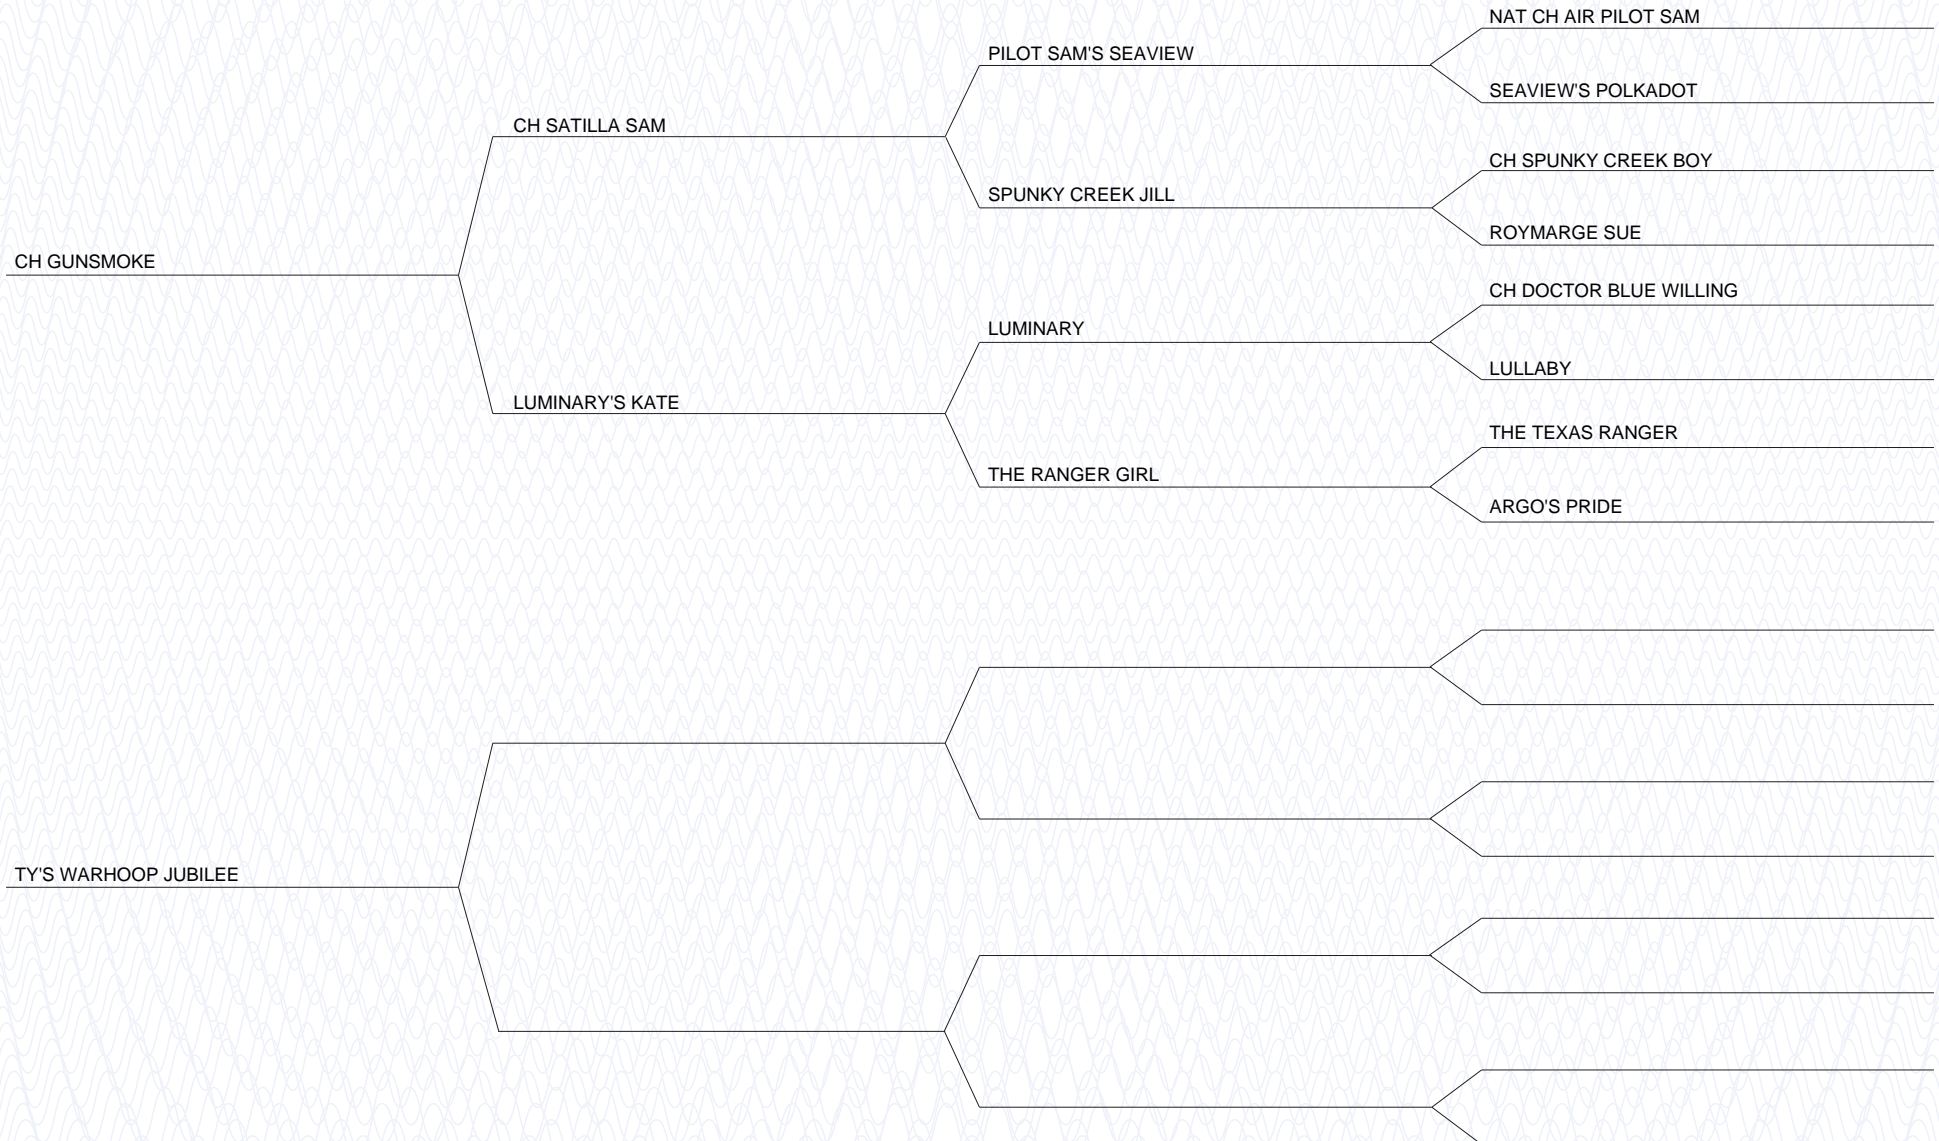 NAT CH AIR PILOT SAM
PILOT SAM'S SEAVIEW
SEAVIEW'S POLKADOT
CH SATILLA SAM
CH SPUNKY CREEK BOY
SPUNKY CREEK JILL
ROYMARGE SUE
CH GUNSMOKE
CH DOCTOR BLUE WILLING
LUMINARY
LULLABY
LUMINARY'S KATE
THE TEXAS RANGER
THE RANGER GIRL
ARGO'S PRIDE
TY'S WARHOOP JUBILEE